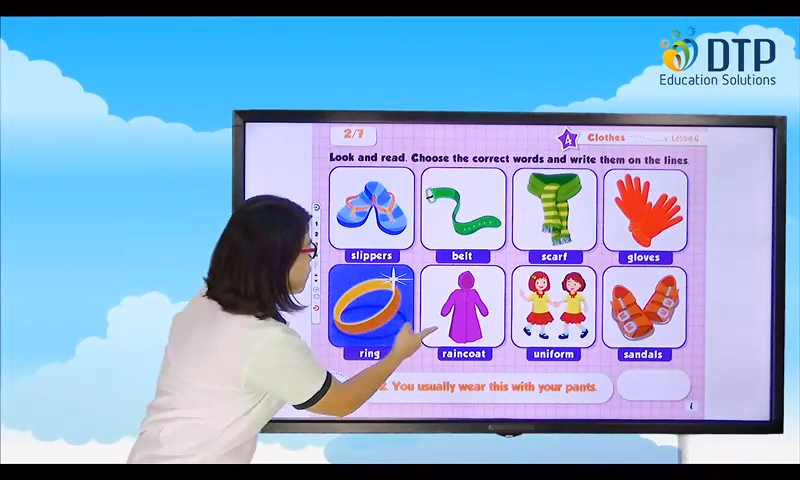 DTP
Education Solutions
2/7
4 Clothes Lesson 6
Look and read. Choose the correct words and write them on the lines.
slippers belt scarf gloves
ring raincoat uniform sandals
2. You usually wear this with your pants.
i